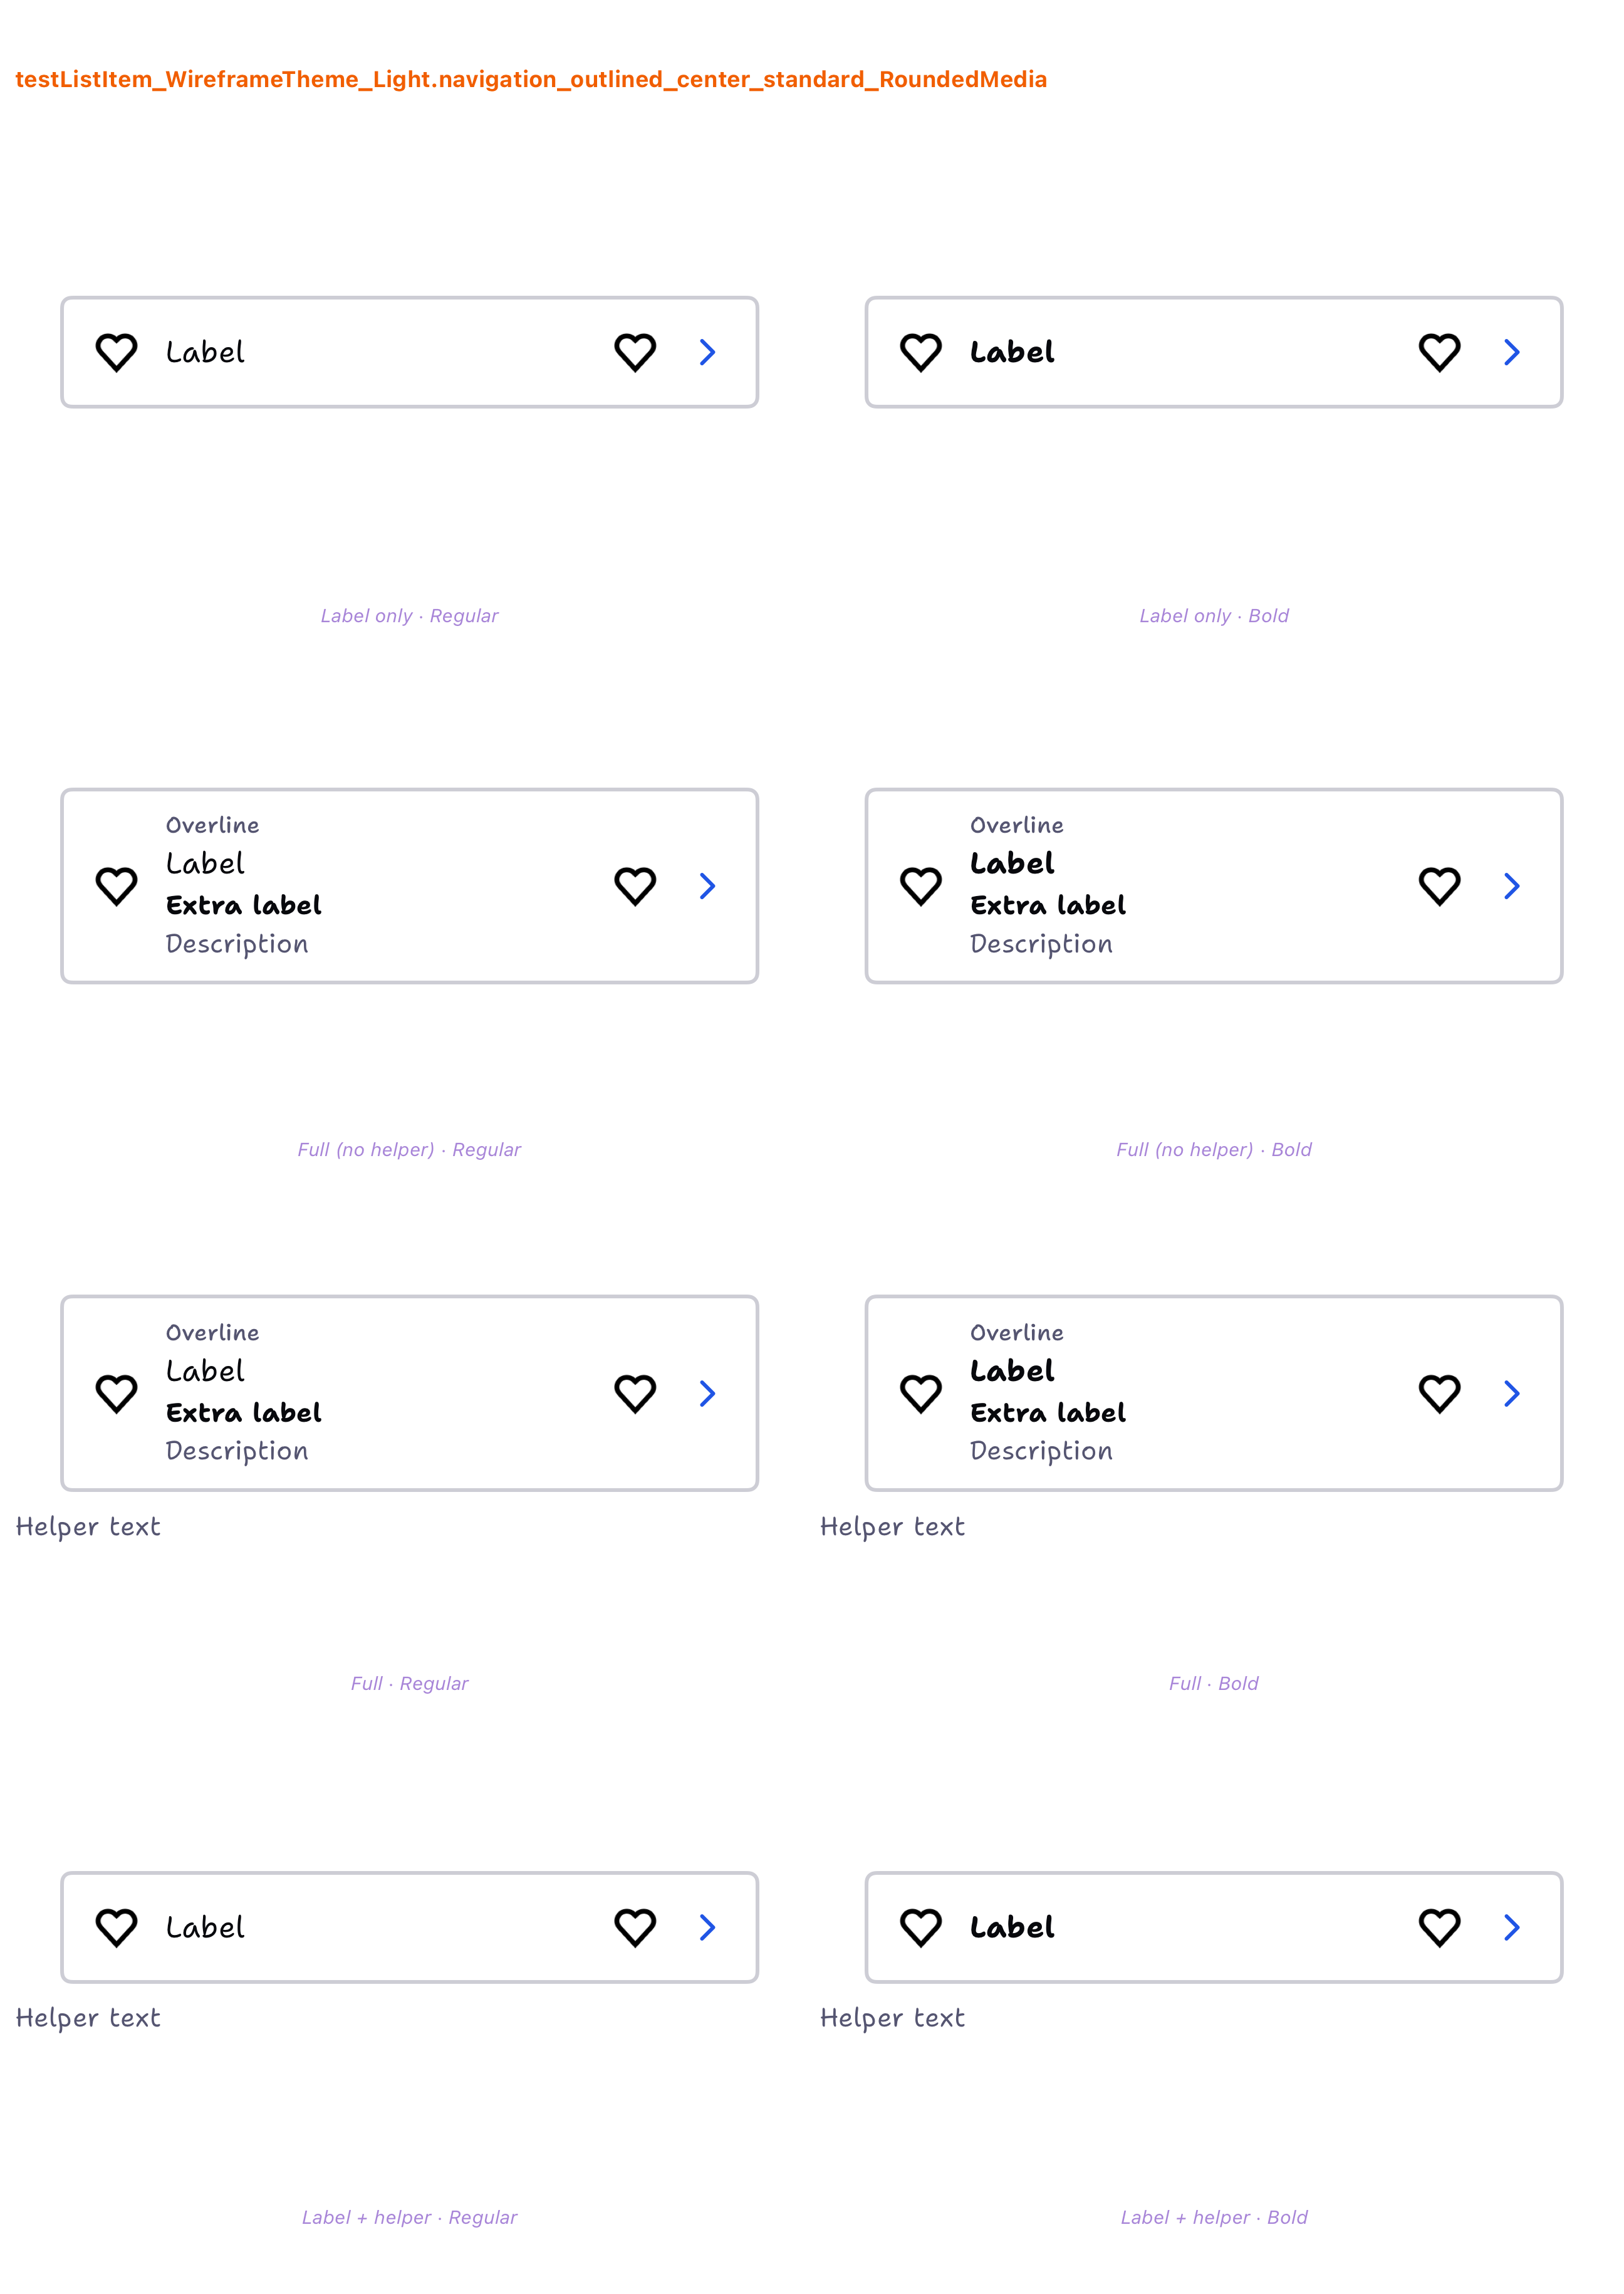 testListItem_WireframeTheme_Light.navigation_outlined_center_standard_RoundedMedia
Label
Label
Label only · Regular
Label only · Bold
Overline
Label
Extra label
Description
Overline
Label
Extra label
Description
Full (no helper) · Regular
Full (no helper) · Bold
Overline
Label
Extra label
Description
Helper text
Overline
Label
Extra label
Description
Helper text
Full · Regular
Full · Bold
Label
Helper text
Label
Helper text
Label + helper · Regular
Label + helper · Bold